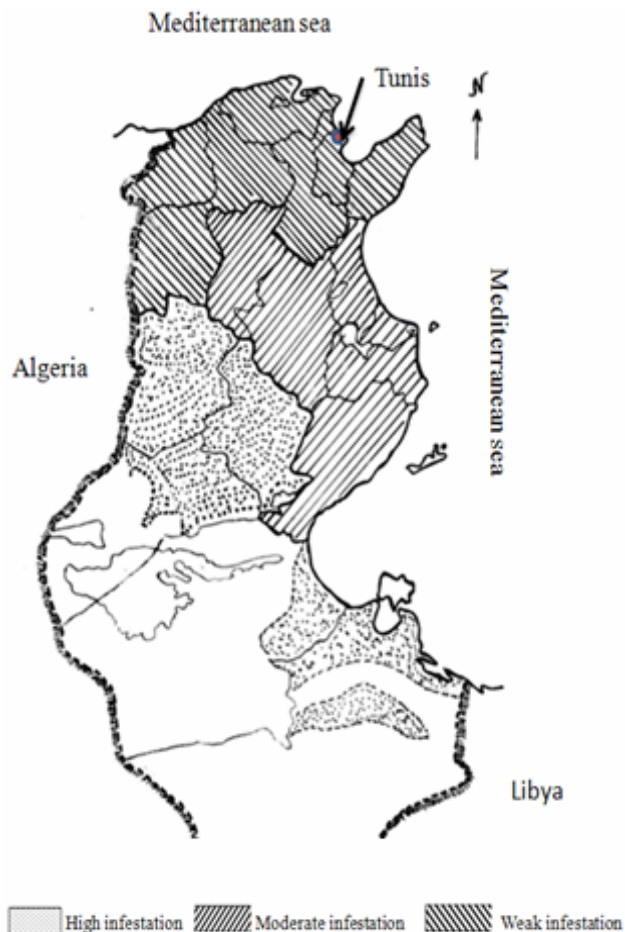 Mediterranean sea
Tunis
N
Mediterranean sea
Algeria
Libya
High infestation
Moderate infestation
Weak infestation